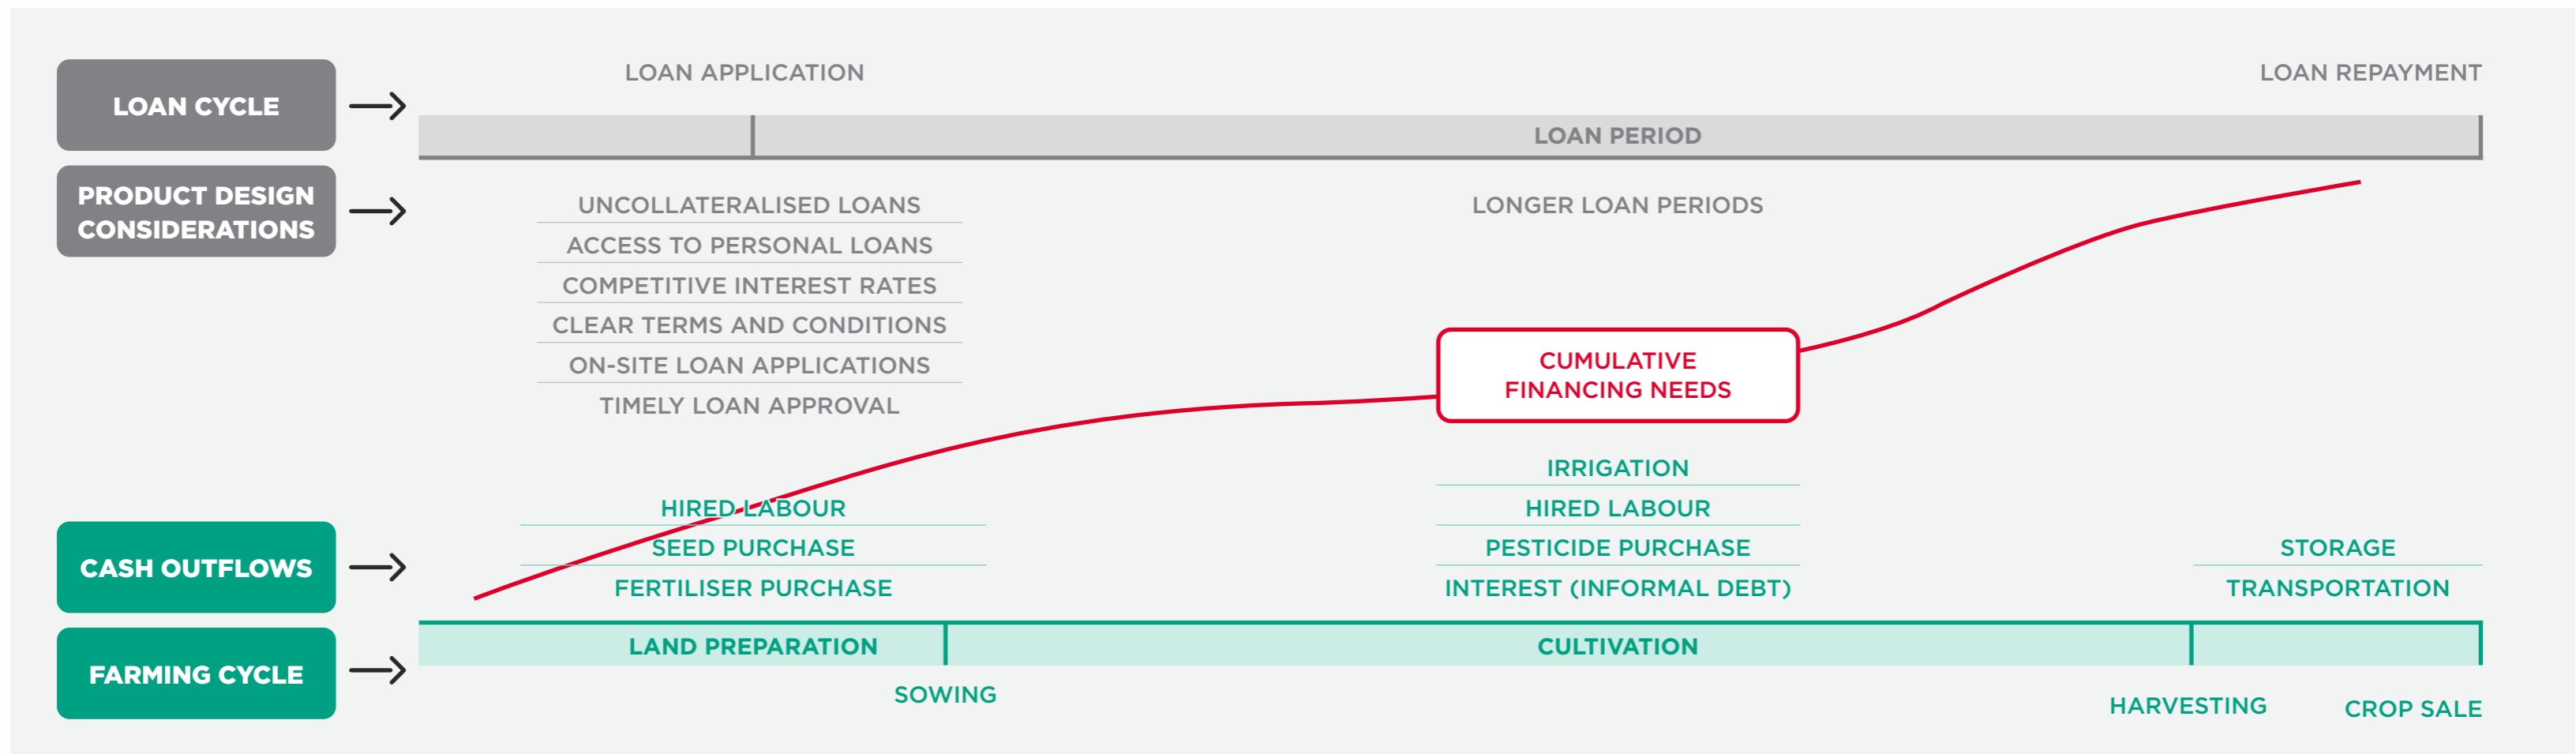 LOAN CYCLE
LOAN APPLICATION
LOAN REPAYMENT
LOAN PERIOD
PRODUCT DESIGN
CONSIDERATIONS
UNCOLLATERALISED LOANS
ACCESS TO PERSONAL LOANS
COMPETITIVE INTEREST RATES
CLEAR TERMS AND CONDITIONS
ON-SITE LOAN APPLICATIONS
TIMELY LOAN APPROVAL
LONGER LOAN PERIODS
CUMULATIVE
FINANCING NEEDS
CASH OUTFLOWS
HIRED LABOUR
SEED PURCHASE
FERTILISER PURCHASE
IRRIGATION
HIRED LABOUR
PESTICIDE PURCHASE
INTEREST (INFORMAL DEBT)
STORAGE
TRANSPORTATION
FARMING CYCLE
LAND PREPARATION
CULTIVATION
SOWING
HARVESTING
CROP SALE